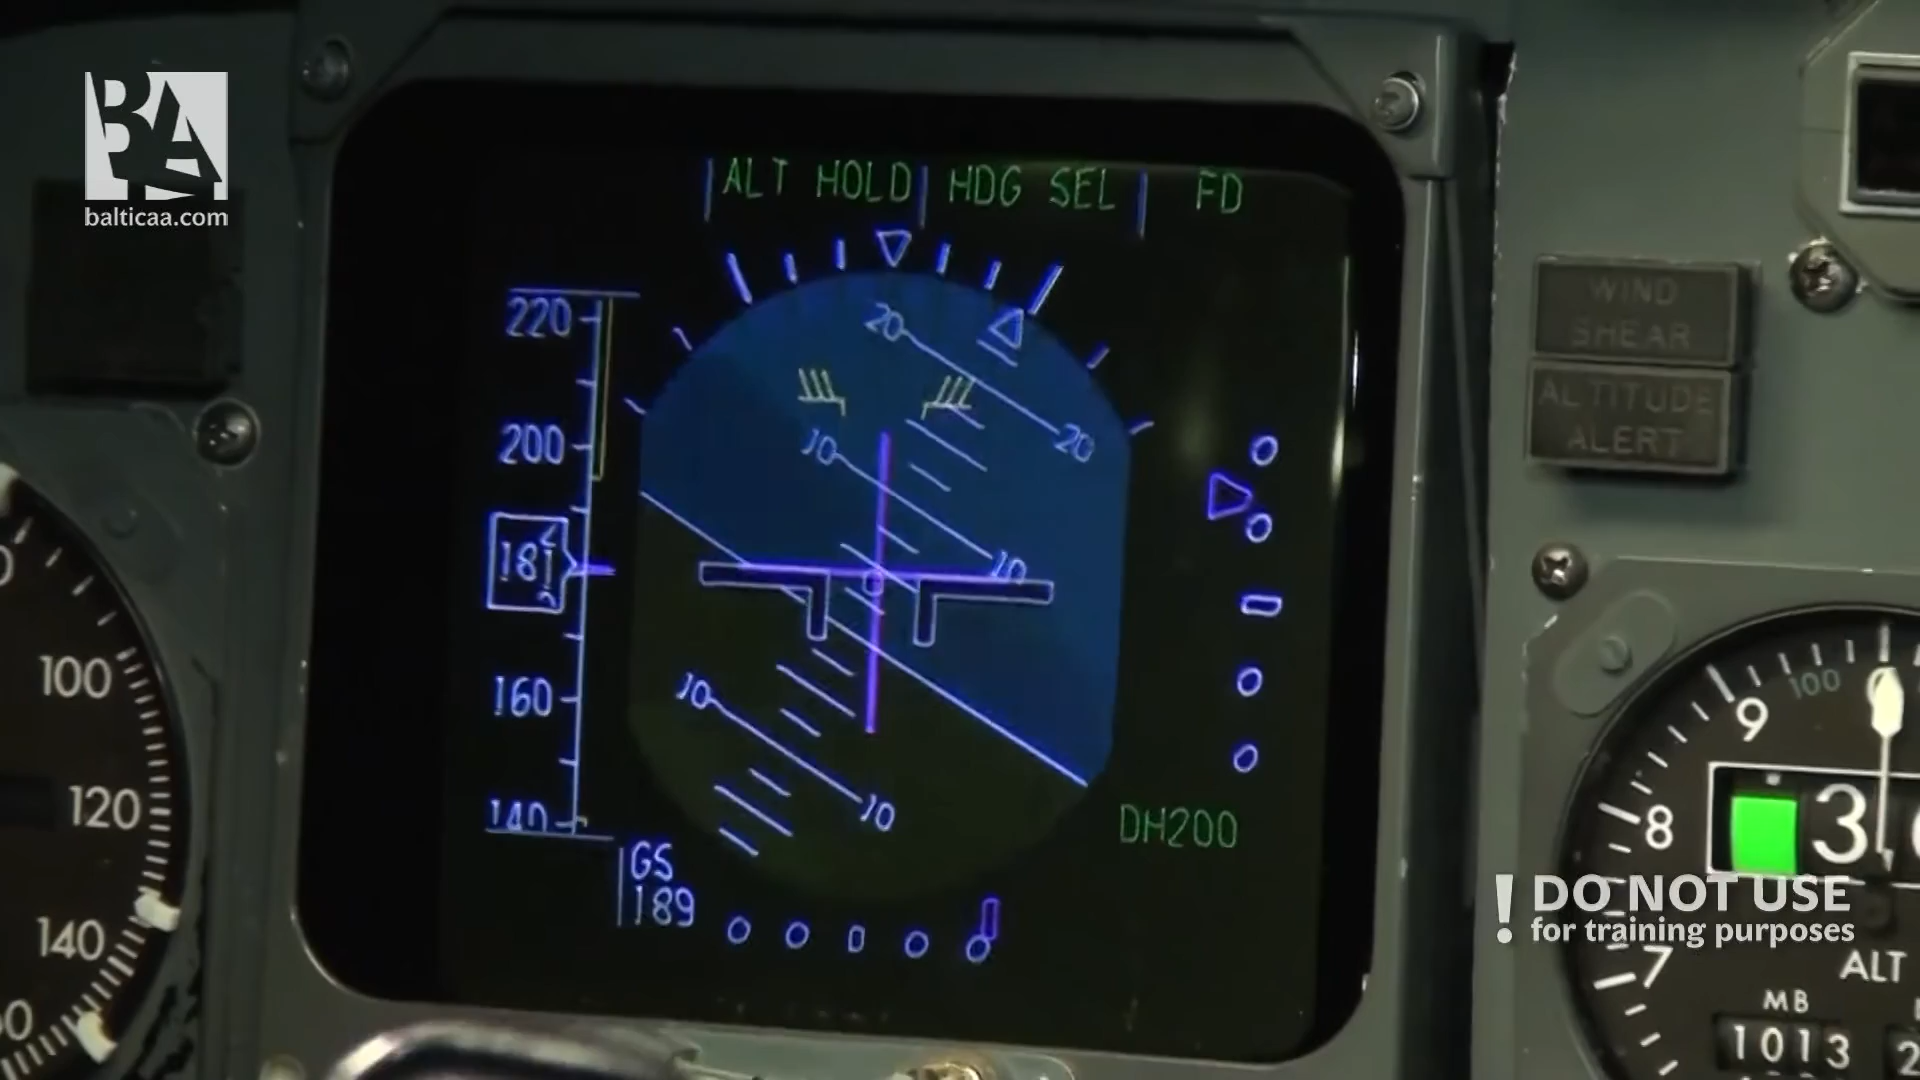 BAA
balticaa.com
ALT HOLD HDG SEL FD
220
200
181
160
140
20
20
10
10
10
10
GS
189
DH200
WIND
SHEAR
ALTITUDE
ALERT
100
120
140
100
9
8
7
3
! DO NOT USE
for training purposes
ALT
MB
1013